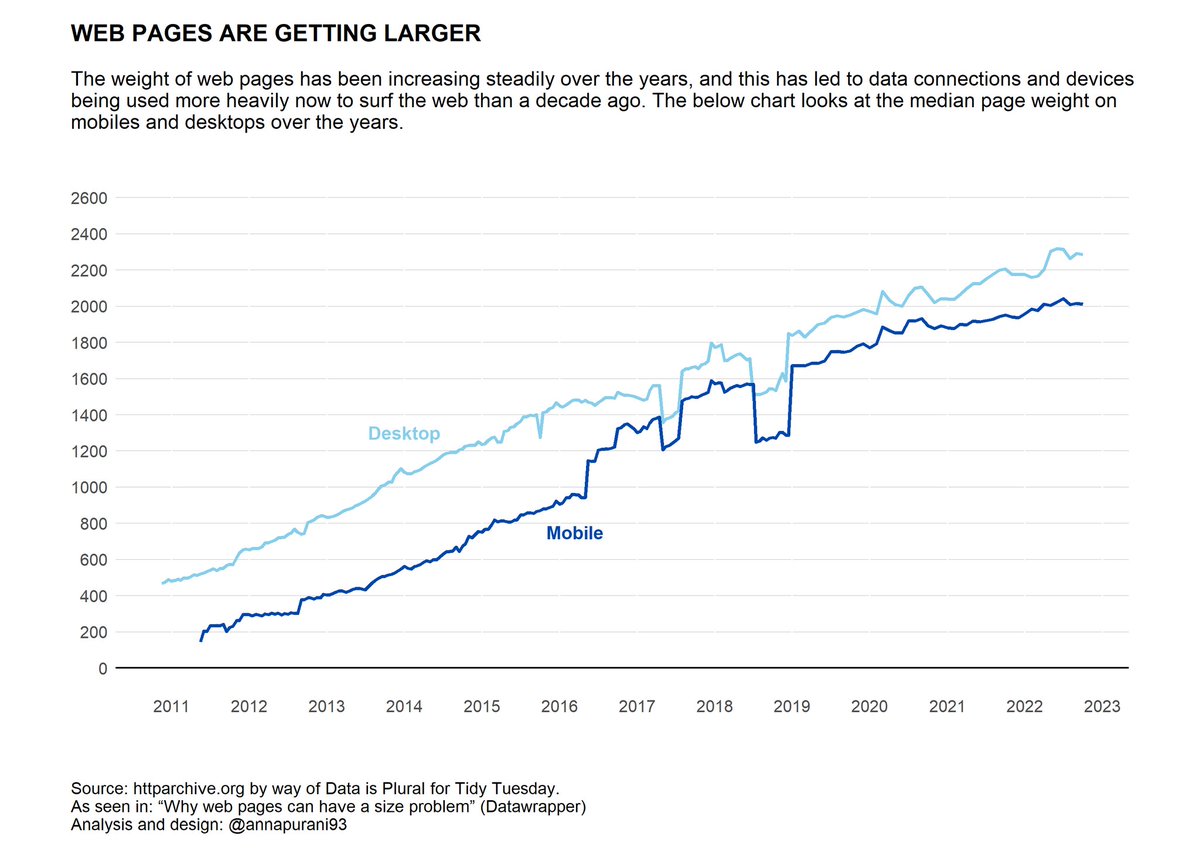 WEB PAGES ARE GETTING LARGER
The weight of web pages has been increasing steadily over the years, and this has led to data connections and devices
being used more heavily now to surf the web than a decade ago. The below chart looks at the median page weight on
mobiles and desktops over the years.
2600
2400
2200
2000
1800
1600
1400
Desktop
1200
1000
800
Mobile
600
400
200
0
2011 2012 2013 2014 2015 2016 2017 2018 2019 2020 2021 2022 2023
Source: httparchive.org by way of Data is Plural for Tidy Tuesday.
As seen in: “Why web pages can have a size problem” (Datawrapper)
Analysis and design: @annapurani93